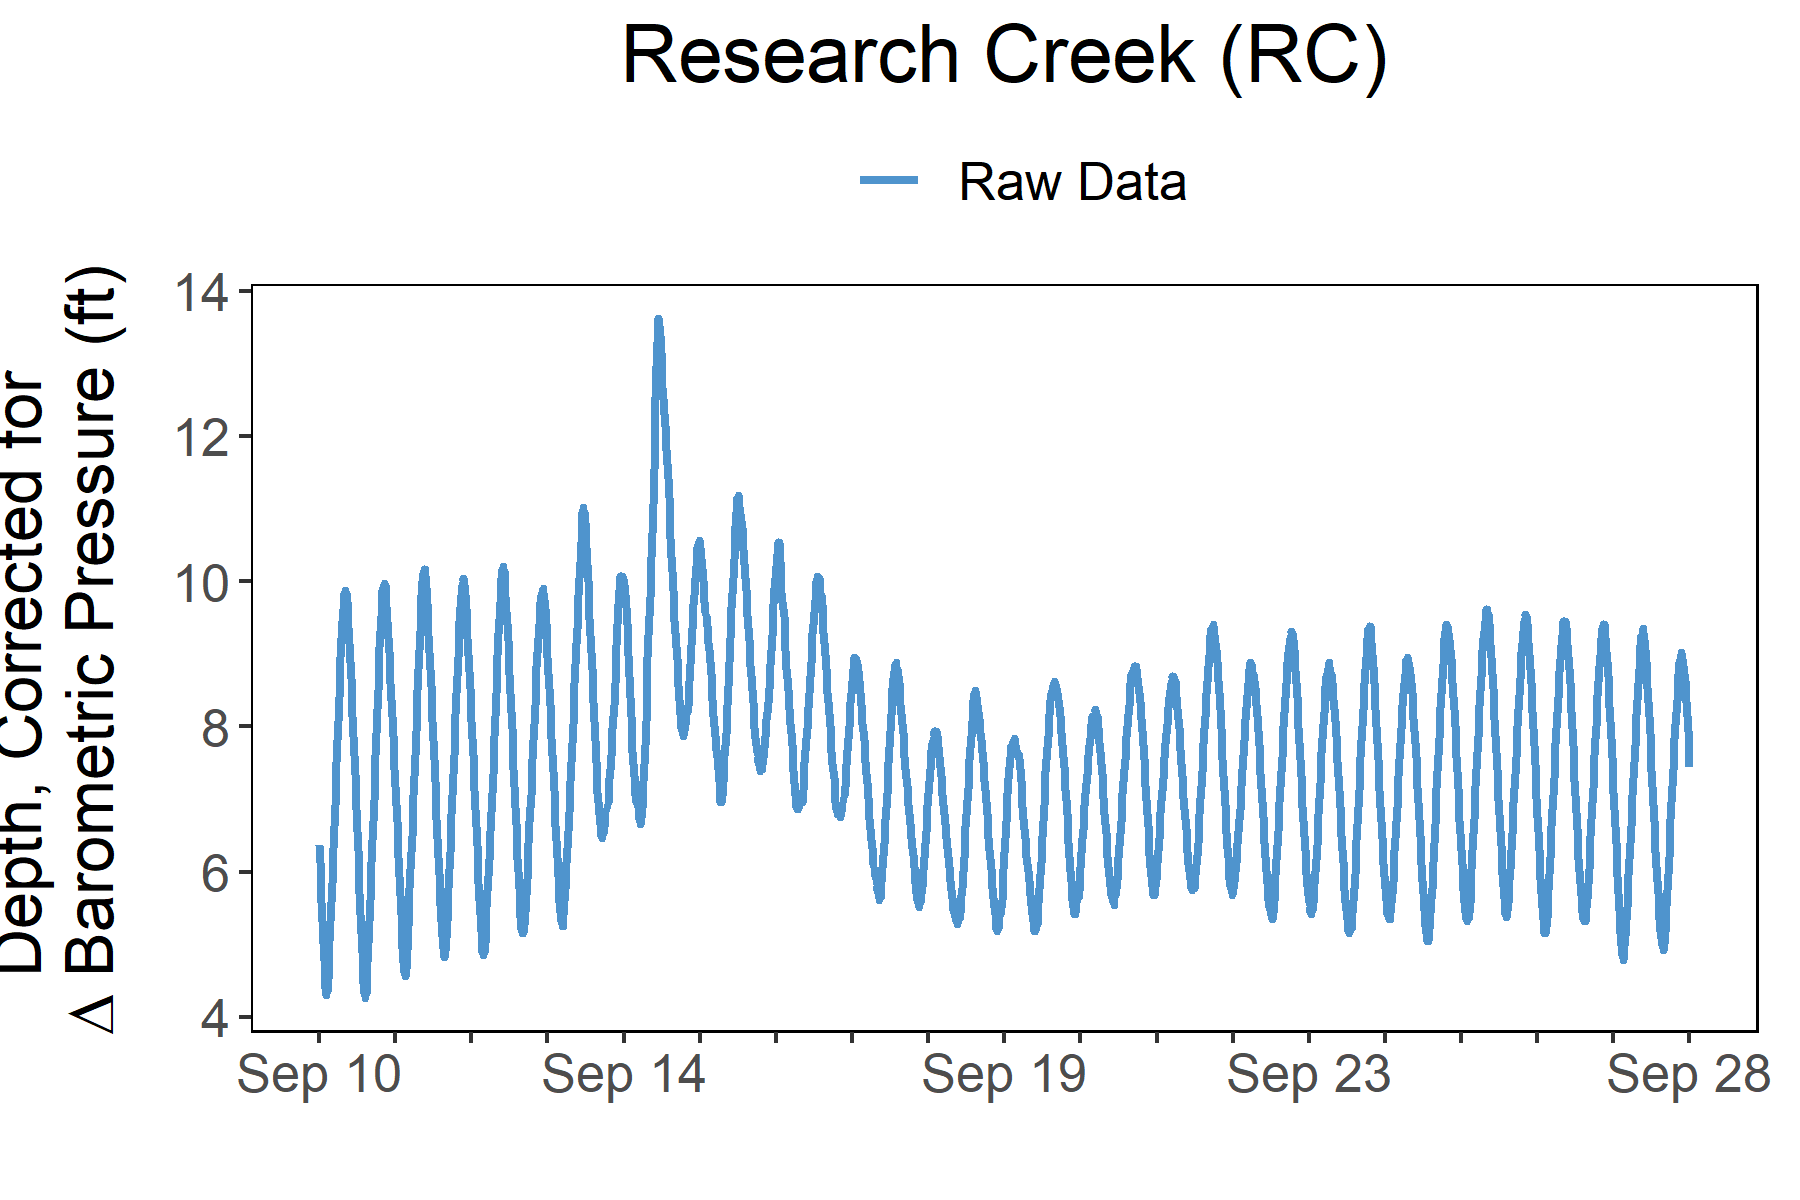 Research Creek (RC)
Raw Data
Depth, Corrected for
Δ Barometric Pressure (ft)
14
12
10
8
6
4
Sep 10
Sep 14
Sep 19
Sep 23
Sep 28